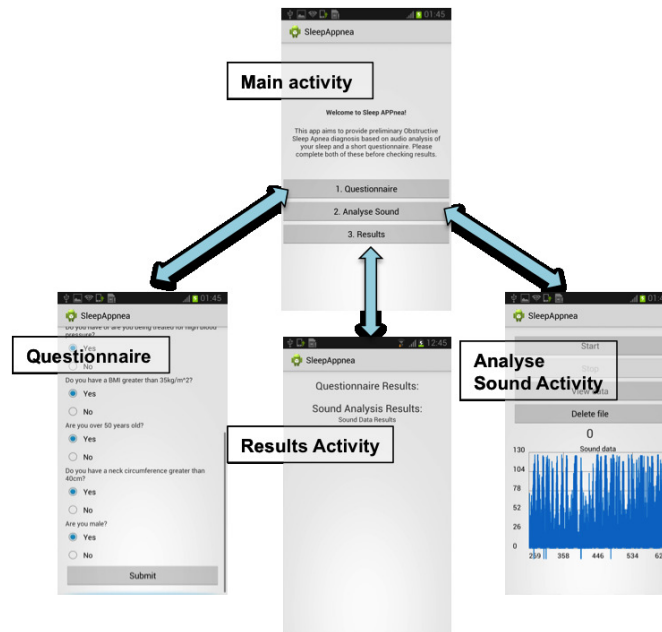 01:45
SleepAppnea
Main activity
Welcome to Sleep APPnea!
This app aims to provide preliminary Obstructive
Sleep Apnea diagnosis based on audio analysis of
your sleep and a short questionnaire. Please
complete both of these before checking results.
1. Questionnaire
2. Analyse Sound
3. Results
01:45
SleepAppnea
Do you have or are you being treated for high blood
pressure?
Questionnaire
Yes
No
Do you have a BMI greater than 35kg/m^2?
Yes
No
Are you over 50 years old?
Yes
No
Do you have a neck circumference greater than
40cm?
Yes
No
Are you male?
Yes
No
Submit
12:45
SleepAppnea
Questionnaire Results:
Sound Analysis Results:
Sound Data Results
Results Activity
SleepAppnea
Start
Analyse
Sound Activity
Stop
View data
Delete file
0
Sound data
130
104
78
52
26
0
259 358 446 534